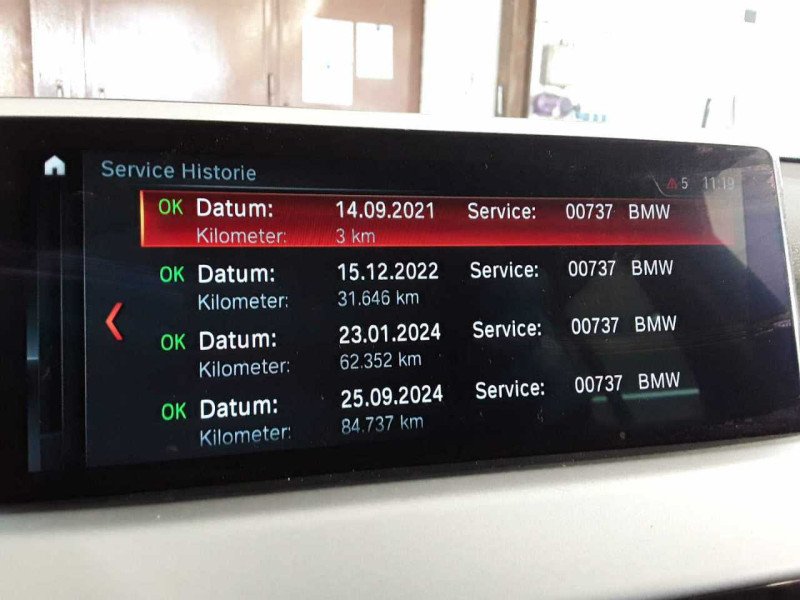 Service Historie
5 11:19
OK Datum: 14.09.2021 Service: 00737 BMW
Kilometer: 3 km
OK Datum: 15.12.2022 Service: 00737 BMW
Kilometer: 31.646 km
OK Datum: 23.01.2024 Service: 00737 BMW
Kilometer: 62.352 km
OK Datum: 25.09.2024 Service: 00737 BMW
Kilometer: 84.737 km